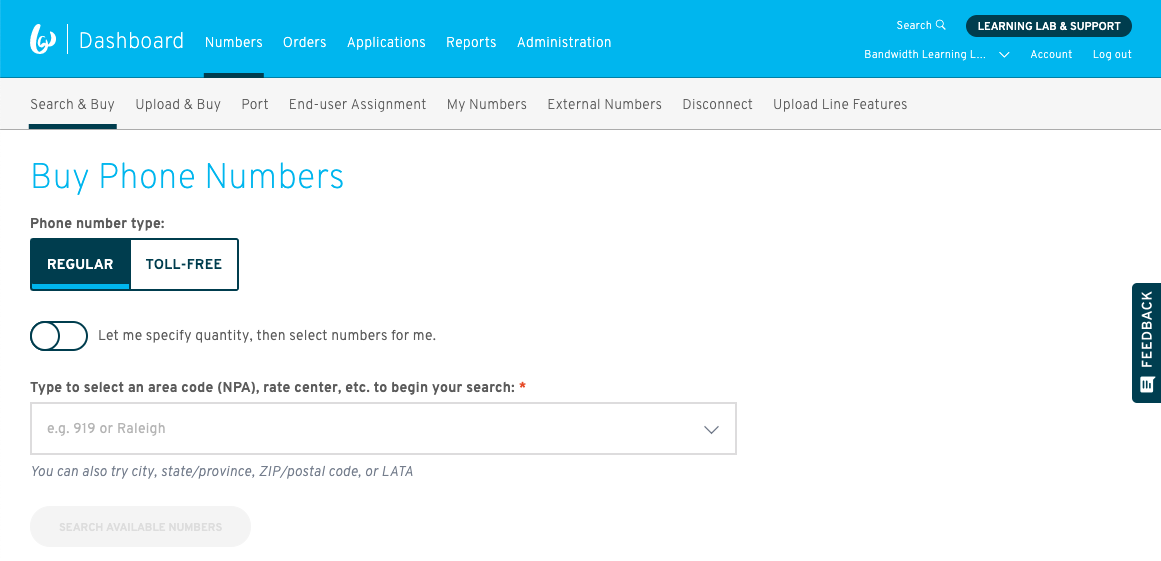 Search
LEARNING LAB & SUPPORT
Dashboard
Numbers Orders Applications Reports Administration
Bandwidth Learning L... Account Log out
Search & Buy Upload & Buy Port End-user Assignment My Numbers External Numbers Disconnect Upload Line Features
Buy Phone Numbers
Phone number type:
REGULAR TOLL-FREE
Let me specify quantity, then select numbers for me.
Type to select an area code (NPA), rate center, etc. to begin your search: *
e.g. 919 or Raleigh
You can also try city, state/province, ZIP/postal code, or LATA
SEARCH AVAILABLE NUMBERS
FEEDBACK